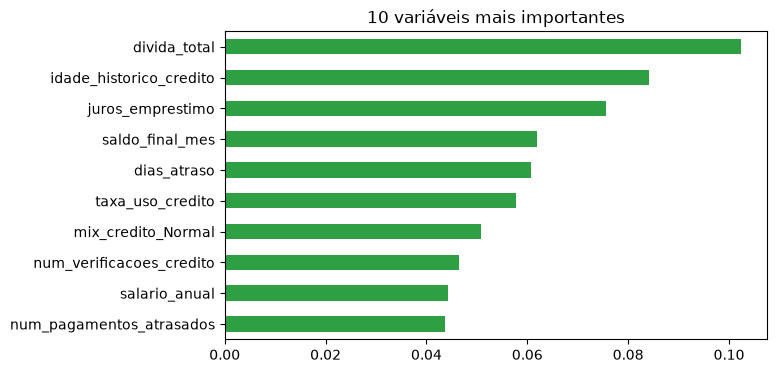 10 variáveis mais importantes
divida_total
idade_historico_credito
juros_emprestimo
saldo_final_mes
dias_atraso
taxa_uso_credito
mix_credito_Normal
num_verificacoes_credito
salario_anual
num_pagamentos_atrasados
0.00 0.02 0.04 0.06 0.08 0.10